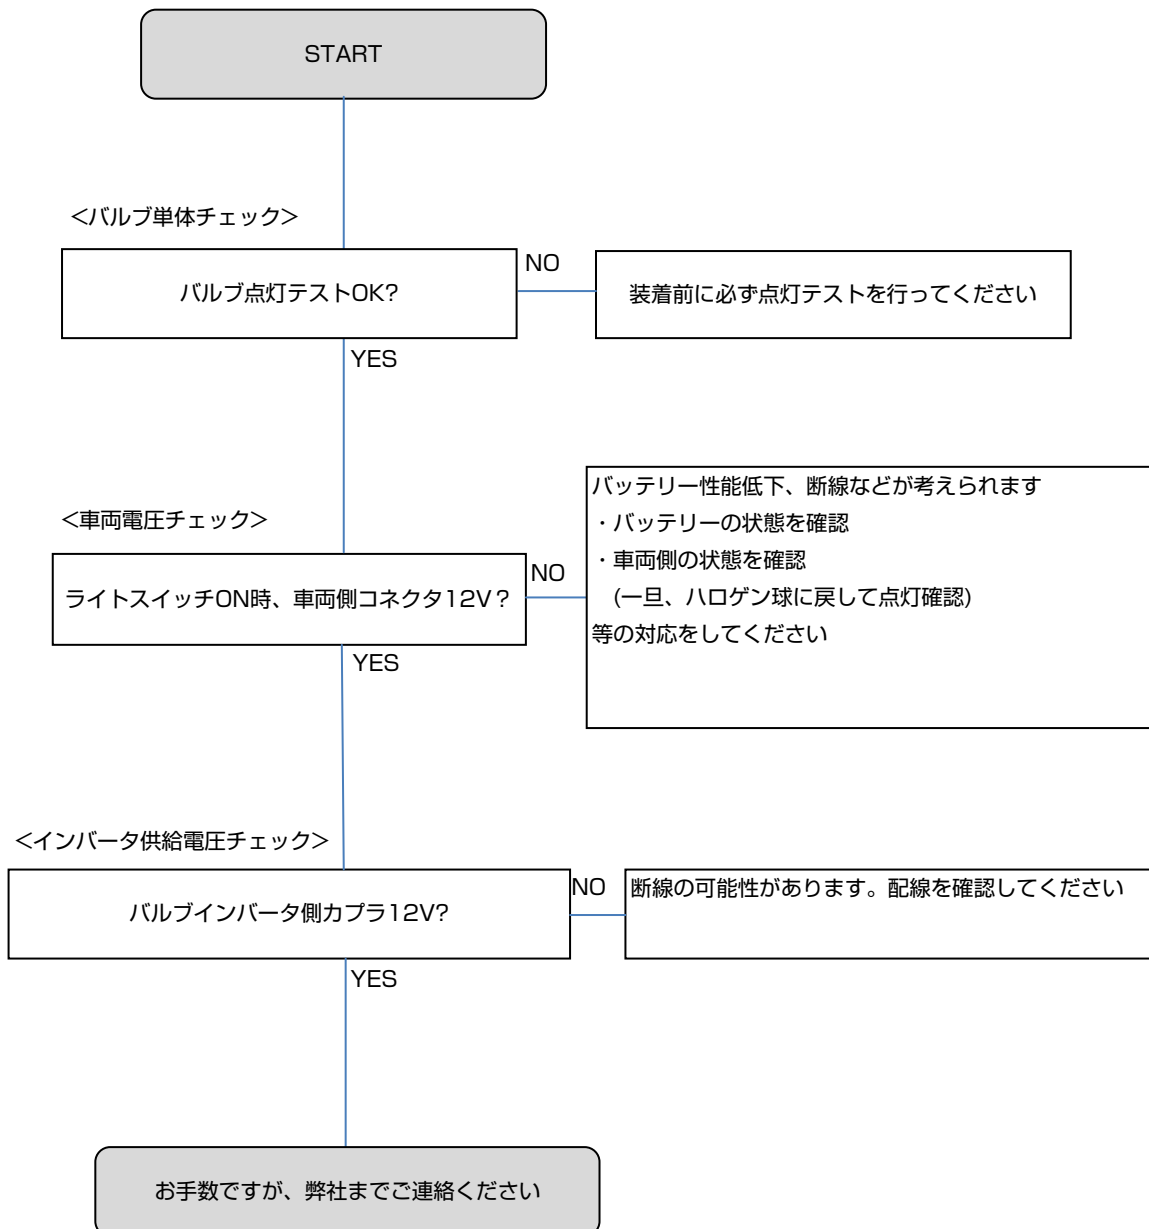 START
＜バルブ単体チェック＞
バルブ点灯テストOK?
NO
装着前に必ず点灯テストを行ってください
YES
＜車両電圧チェック＞
ライトスイッチON時、車両側コネクタ12V？
NO
バッテリー性能低下、断線などが考えられます
・バッテリーの状態を確認
・車両側の状態を確認
(一旦、ハロゲン球に戻して点灯確認)
等の対応をしてください
YES
＜インバータ供給電圧チェック＞
バルブインバータ側カプラ12V?
NO
断線の可能性があります。配線を確認してください
YES
お手数ですが、弊社までご連絡ください